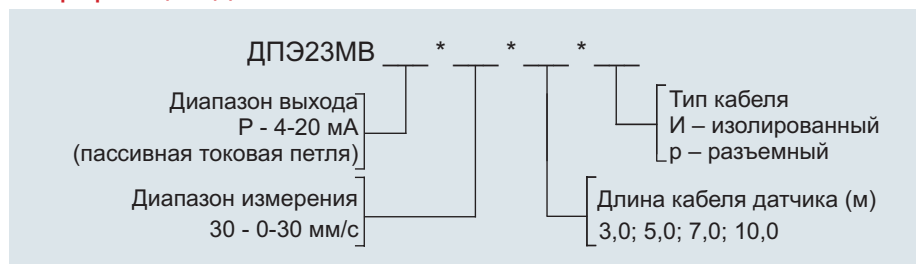 ДПЭ23МВ ___*___*___*___
Диапазон выхода
Р - 4-20 мА
(пассивная токовая петля)
Диапазон измерения
30 - 0-30 мм/с
Тип кабеля
И – изолированный
р – разъемный
Длина кабеля датчика (м)
3,0; 5,0; 7,0; 10,0